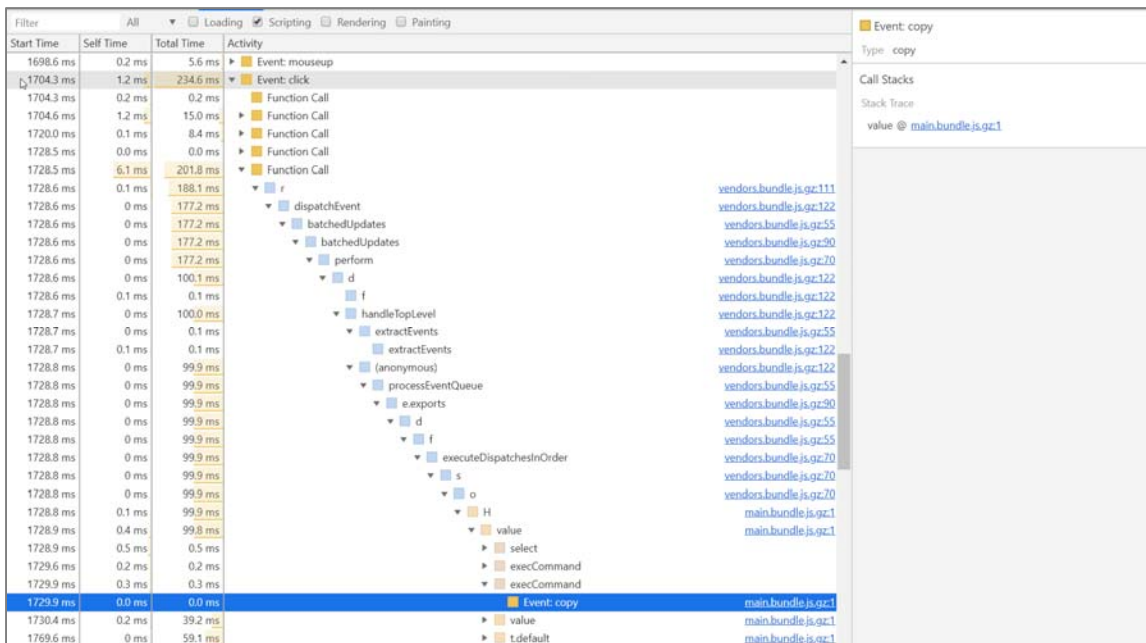 Filter All ▼ Loading Scripting Rendering Painting
Start Time Self Time Total Time Activity
1698.6 ms 0.2 ms 5.6 ms Event: mouseup
1704.3 ms 1.2 ms 234.6 ms Event: click
1704.3 ms 0.2 ms 0.2 ms Function Call
1704.6 ms 1.2 ms 15.0 ms Function Call
1720.0 ms 0.1 ms 8.4 ms Function Call
1728.5 ms 0.0 ms 0.0 ms Function Call
1728.5 ms 6.1 ms 201.8 ms Function Call
1728.6 ms 0.1 ms 188.1 ms r vendors.bundle.js.gz:111
1728.6 ms 0 ms 177.2 ms dispatchEvent vendors.bundle.js.gz:122
1728.6 ms 0 ms 177.2 ms batchedUpdates vendors.bundle.js.gz:55
1728.6 ms 0 ms 177.2 ms batchedUpdates vendors.bundle.js.gz:90
1728.6 ms 0 ms 177.2 ms perform vendors.bundle.js.gz:70
1728.6 ms 0 ms 100.1 ms d vendors.bundle.js.gz:122
1728.6 ms 0.1 ms 0.1 ms f vendors.bundle.js.gz:122
1728.7 ms 0 ms 100.0 ms handleTopLevel vendors.bundle.js.gz:122
1728.7 ms 0 ms 0.1 ms extractEvents vendors.bundle.js.gz:55
1728.7 ms 0.1 ms 0.1 ms extractEvents vendors.bundle.js.gz:122
1728.8 ms 0 ms 99.9 ms (anonymous) vendors.bundle.js.gz:122
1728.8 ms 0 ms 99.9 ms processEventQueue vendors.bundle.js.gz:55
1728.8 ms 0 ms 99.9 ms e.exports vendors.bundle.js.gz:90
1728.8 ms 0 ms 99.9 ms d vendors.bundle.js.gz:55
1728.8 ms 0 ms 99.9 ms f vendors.bundle.js.gz:55
1728.8 ms 0 ms 99.9 ms executeDispatchesInOrder vendors.bundle.js.gz:70
1728.8 ms 0 ms 99.9 ms s vendors.bundle.js.gz:70
1728.8 ms 0 ms 99.9 ms o vendors.bundle.js.gz:70
1728.8 ms 0.1 ms 99.9 ms H main.bundle.js.gz:1
1728.9 ms 0.4 ms 99.8 ms value main.bundle.js.gz:1
1728.9 ms 0.5 ms 0.5 ms select
1729.6 ms 0.2 ms 0.2 ms execCommand
1729.9 ms 0.3 ms 0.3 ms execCommand
1729.9 ms 0.0 ms 0.0 ms Event: copy main.bundle.js.gz:1
1730.4 ms 0.2 ms 39.2 ms value main.bundle.js.gz:1
1769.6 ms 0 ms 59.1 ms t.default main.bundle.js.gz:1
Event: copy
Type copy
Call Stacks
Stack Trace
value @ main.bundle.js.gz:1